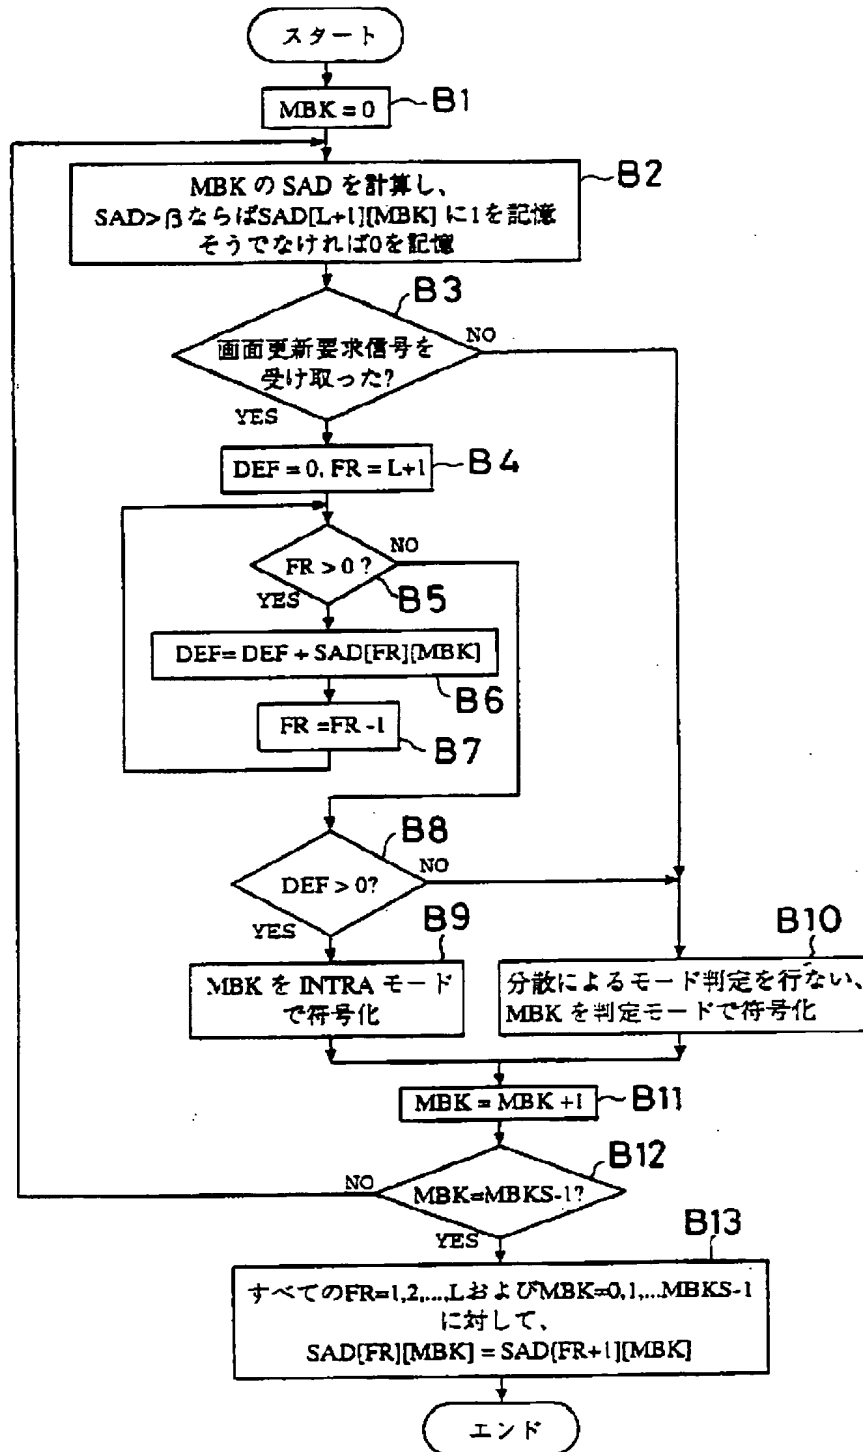 スタート
MBK = 0
B1
MBK の SAD を計算し、
SAD>βならばSAD[L+1][MBK] に1を記憶
そうでなければ0を記憶
B2
B3
画面更新要求信号を
受け取った?
NO
YES
DEF = 0, FR = L+1
B4
FR > 0 ?
NO
YES
B5
DEF= DEF + SAD[FR][MBK]
B6
FR =FR -1
B7
B8
DEF > 0?
NO
YES
B9
MBK を INTRA モード
で符号化
B10
分散によるモード判定を行ない、
MBK を判定モードで符号化
MBK = MBK +1
B11
B12
MBK=MBKS-1?
NO
YES
B13
すべてのFR=1,2,...,LおよびMBK=0,1,...MBKS-1
に対して、
SAD[FR][MBK] = SAD[FR+1][MBK]
エンド